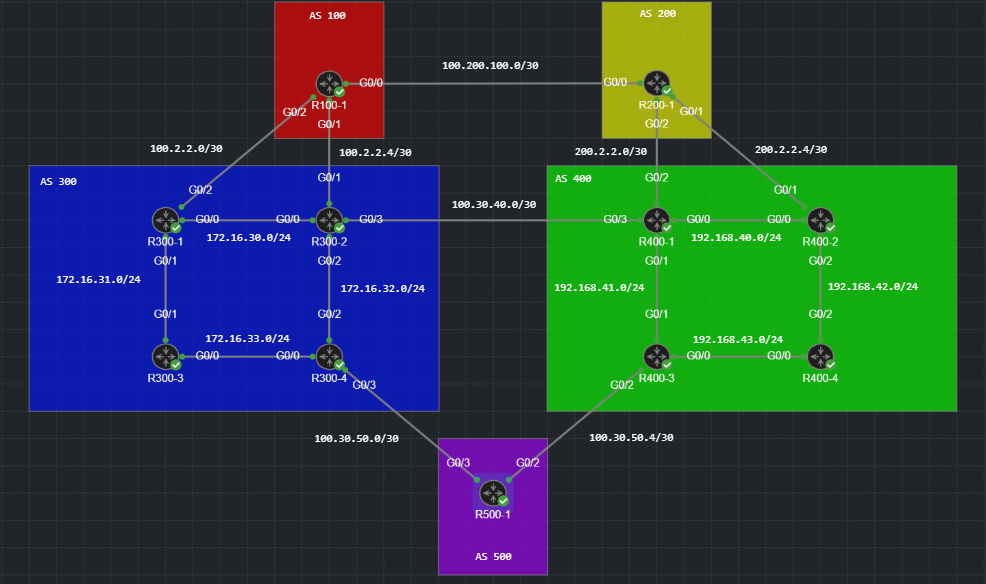 AS 100
AS 200
100.200.100.0/30
G0/0
G0/0
R100-1
R200-1
G0/2
G0/1
G0/1
G0/2
100.2.2.0/30
100.2.2.4/30
200.2.2.0/30
200.2.2.4/30
AS 300
AS 400
G0/2
G0/1
G0/2
G0/1
100.30.40.0/30
G0/0
G0/0
G0/3
G0/3
G0/0
G0/0
R300-1
172.16.30.0/24
R300-2
R400-1
192.168.40.0/24
R400-2
G0/1
G0/2
G0/1
G0/2
172.16.31.0/24
172.16.32.0/24
192.168.41.0/24
192.168.42.0/24
G0/1
G0/2
G0/1
G0/2
172.16.33.0/24
192.168.43.0/24
G0/0
G0/0
G0/0
G0/0
R300-3
R300-4
R400-3
R400-4
G0/3
G0/2
100.30.50.0/30
100.30.50.4/30
G0/3
G0/2
R500-1
AS 500